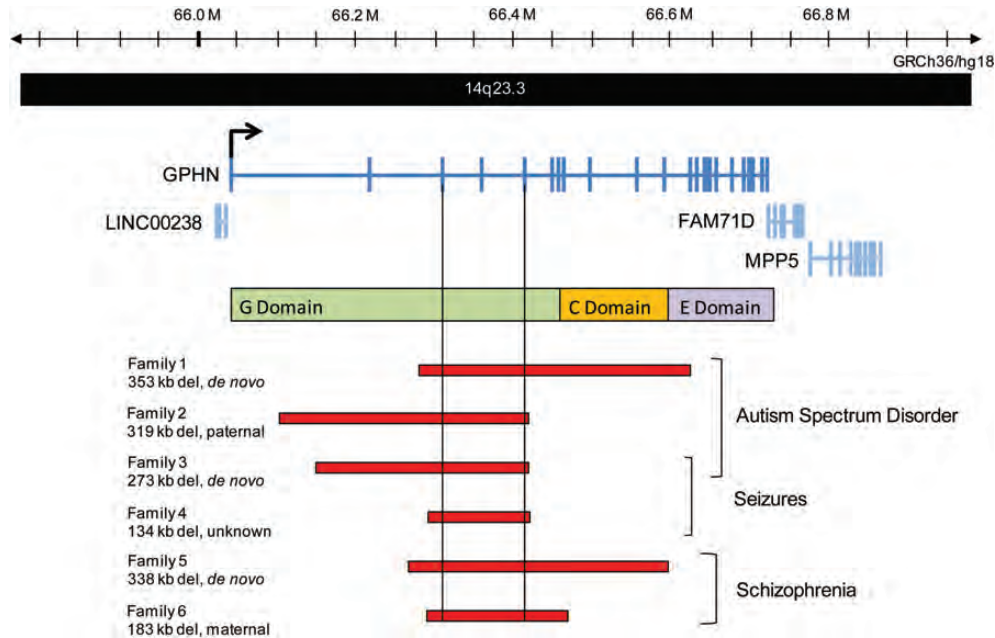 66.0 M 66.2 M 66.4 M 66.6 M 66.8 M
GRCh36/hg18
14q23.3
GPHN
LINC00238
FAM71D
MPP5
G Domain C Domain E Domain
Family 1
353 kb del, de novo
Family 2
319 kb del, paternal
Autism Spectrum Disorder
Family 3
273 kb del, de novo
Seizures
Family 4
134 kb del, unknown
Family 5
338 kb del, de novo
Schizophrenia
Family 6
183 kb del, maternal